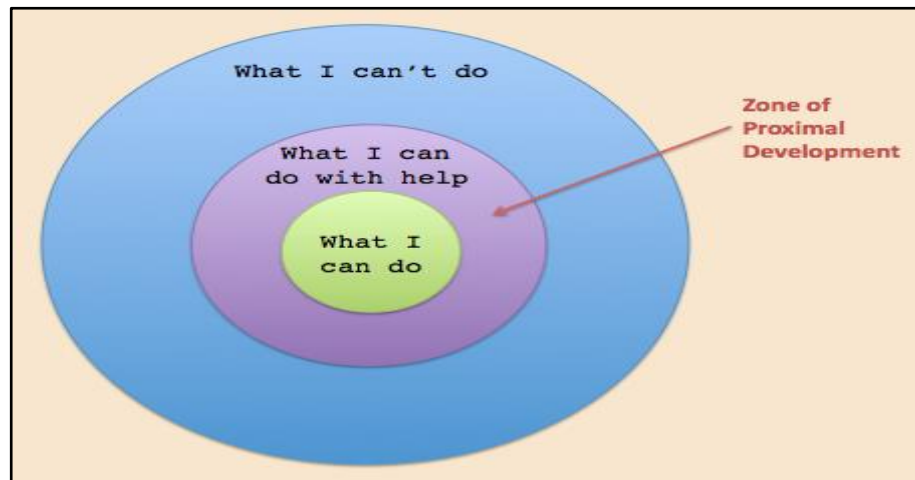 What I can't do
Zone of
Proximal
Development
What I can
do with help
What I
can do